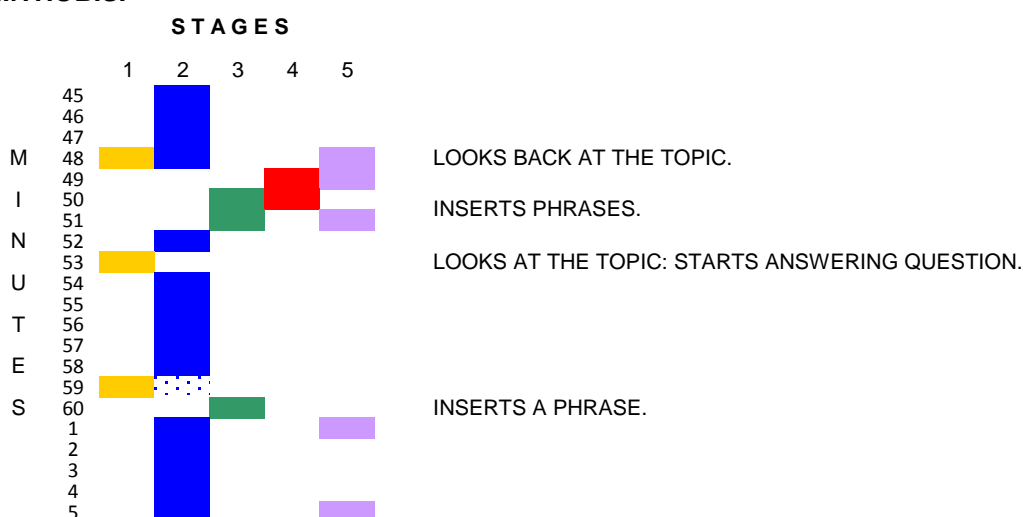 S T A G E S
1 2 3 4 5
45
46
47
M 48 LOOKS BACK AT THE TOPIC.
49
I 50
INSERTS PHRASES.
51
N 52
53 LOOKS AT THE TOPIC: STARTS ANSWERING QUESTION.
U 54
55
T 56
57
E 58
59
S 60 INSERTS A PHRASE.
1
2
3
4
5